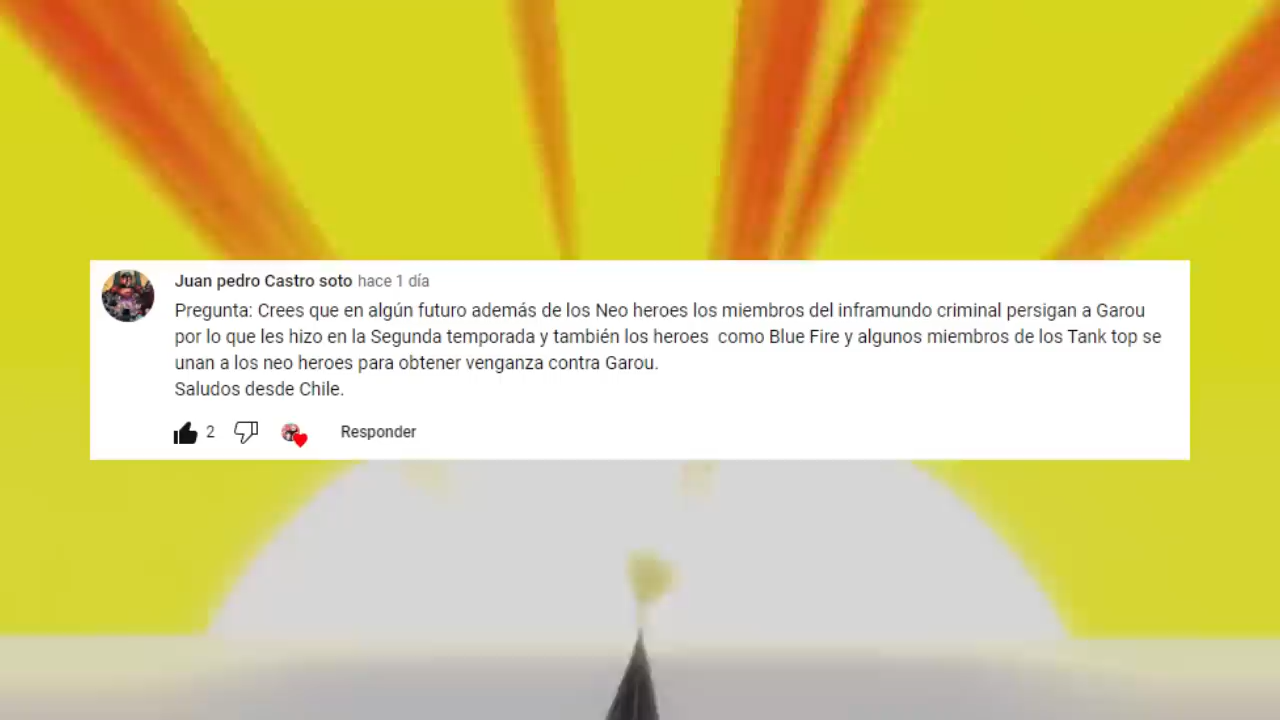 Juan pedro Castro soto hace 1 día
Pregunta: Crees que en algún futuro además de los Neo heroes los miembros del inframundo criminal persigan a Garou
por lo que les hizo en la Segunda temporada y también los heroes  como Blue Fire y algunos miembros de los Tank top se
unan a los neo heroes para obtener venganza contra Garou.
Saludos desde Chile.
2 Responder